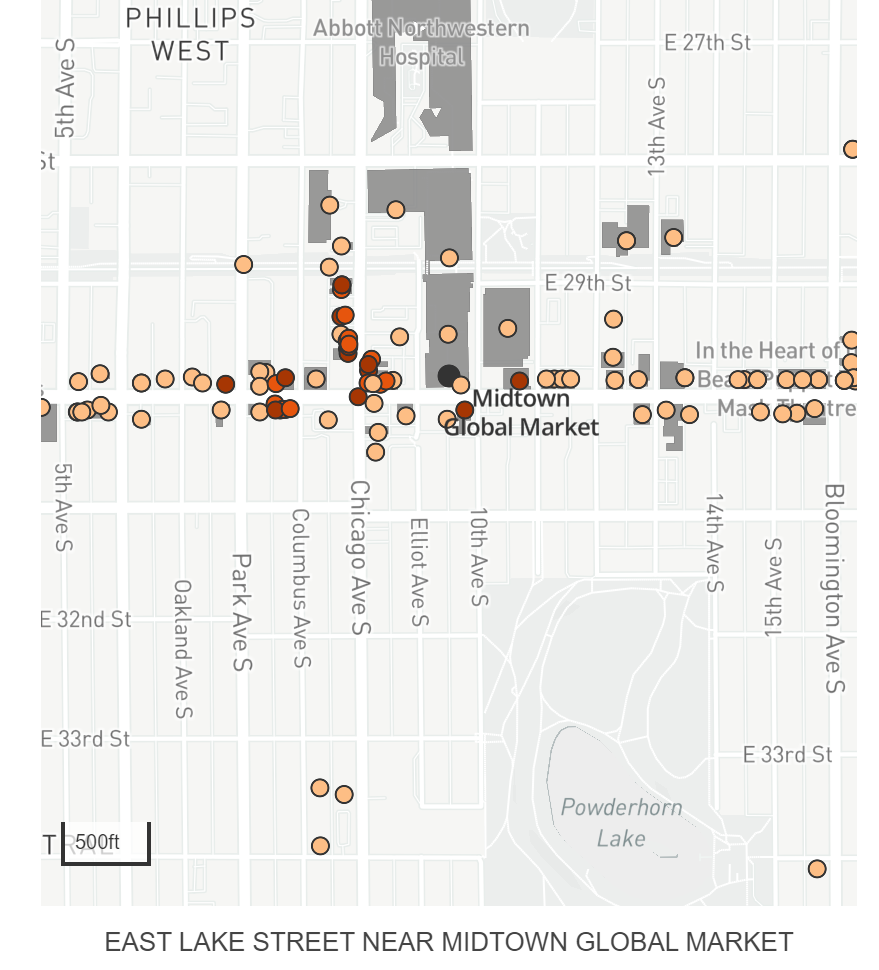 PHILLIPS
WEST
Abbott Northwestern
Hospital
E 27th St
5th Ave S
13th Ave S
St
E 29th St
In the Heart of
Mask Theatre
Midtown
Global Market
5th Ave S
Oakland Ave S
Park Ave S
Columbus Ave S
Chicago Ave S
Elliot Ave S
10th Ave S
14th Ave S
15th Ave S
Bloomington Ave S
E 32nd St
E 33rd St
E 33rd St
Powderhorn
Lake
500ft
EAST LAKE STREET NEAR MIDTOWN GLOBAL MARKET